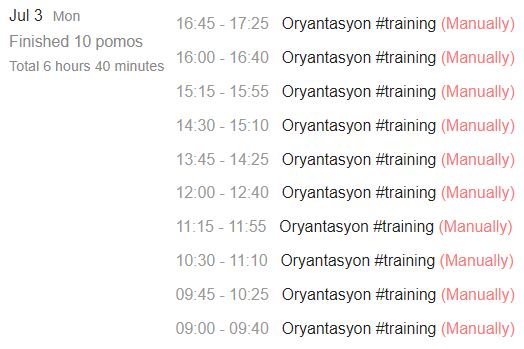 Jul 3 Mon
Finished 10 pomos
Total 6 hours 40 minutes
16:45 - 17:25 Oryantasyon #training (Manually)
16:00 - 16:40 Oryantasyon #training (Manually)
15:15 - 15:55 Oryantasyon #training (Manually)
14:30 - 15:10 Oryantasyon #training (Manually)
13:45 - 14:25 Oryantasyon #training (Manually)
12:00 - 12:40 Oryantasyon #training (Manually)
11:15 - 11:55 Oryantasyon #training (Manually)
10:30 - 11:10 Oryantasyon #training (Manually)
09:45 - 10:25 Oryantasyon #training (Manually)
09:00 - 09:40 Oryantasyon #training (Manually)